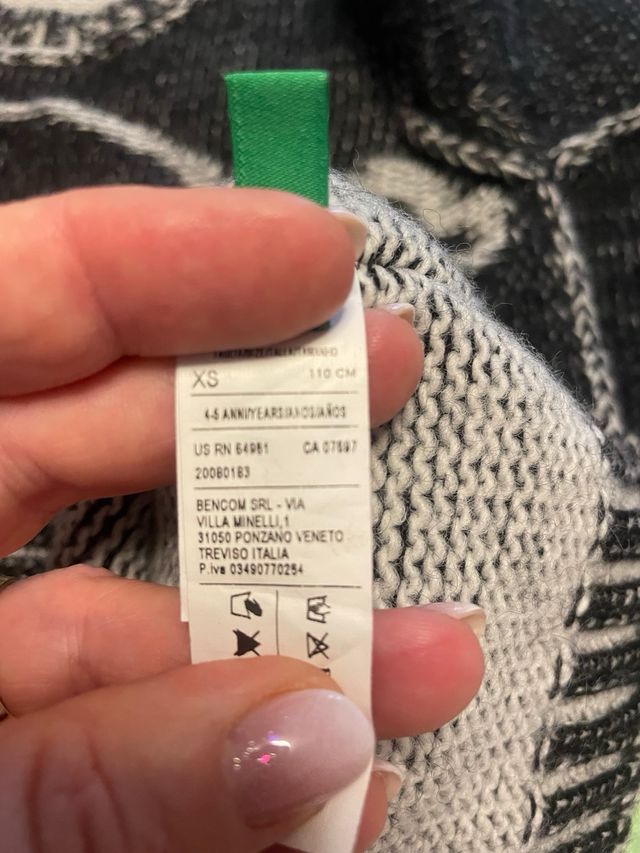 XS 110 CM
4-5 ANNI/YEARS/ANOS/AÑOS
US RN 64981 CA 07697
20080183
BENCOM SRL - VIA
VILLA MINELLI,1
31050 PONZANO VENETO
TREVISO ITALIA
P.iva 03490770264